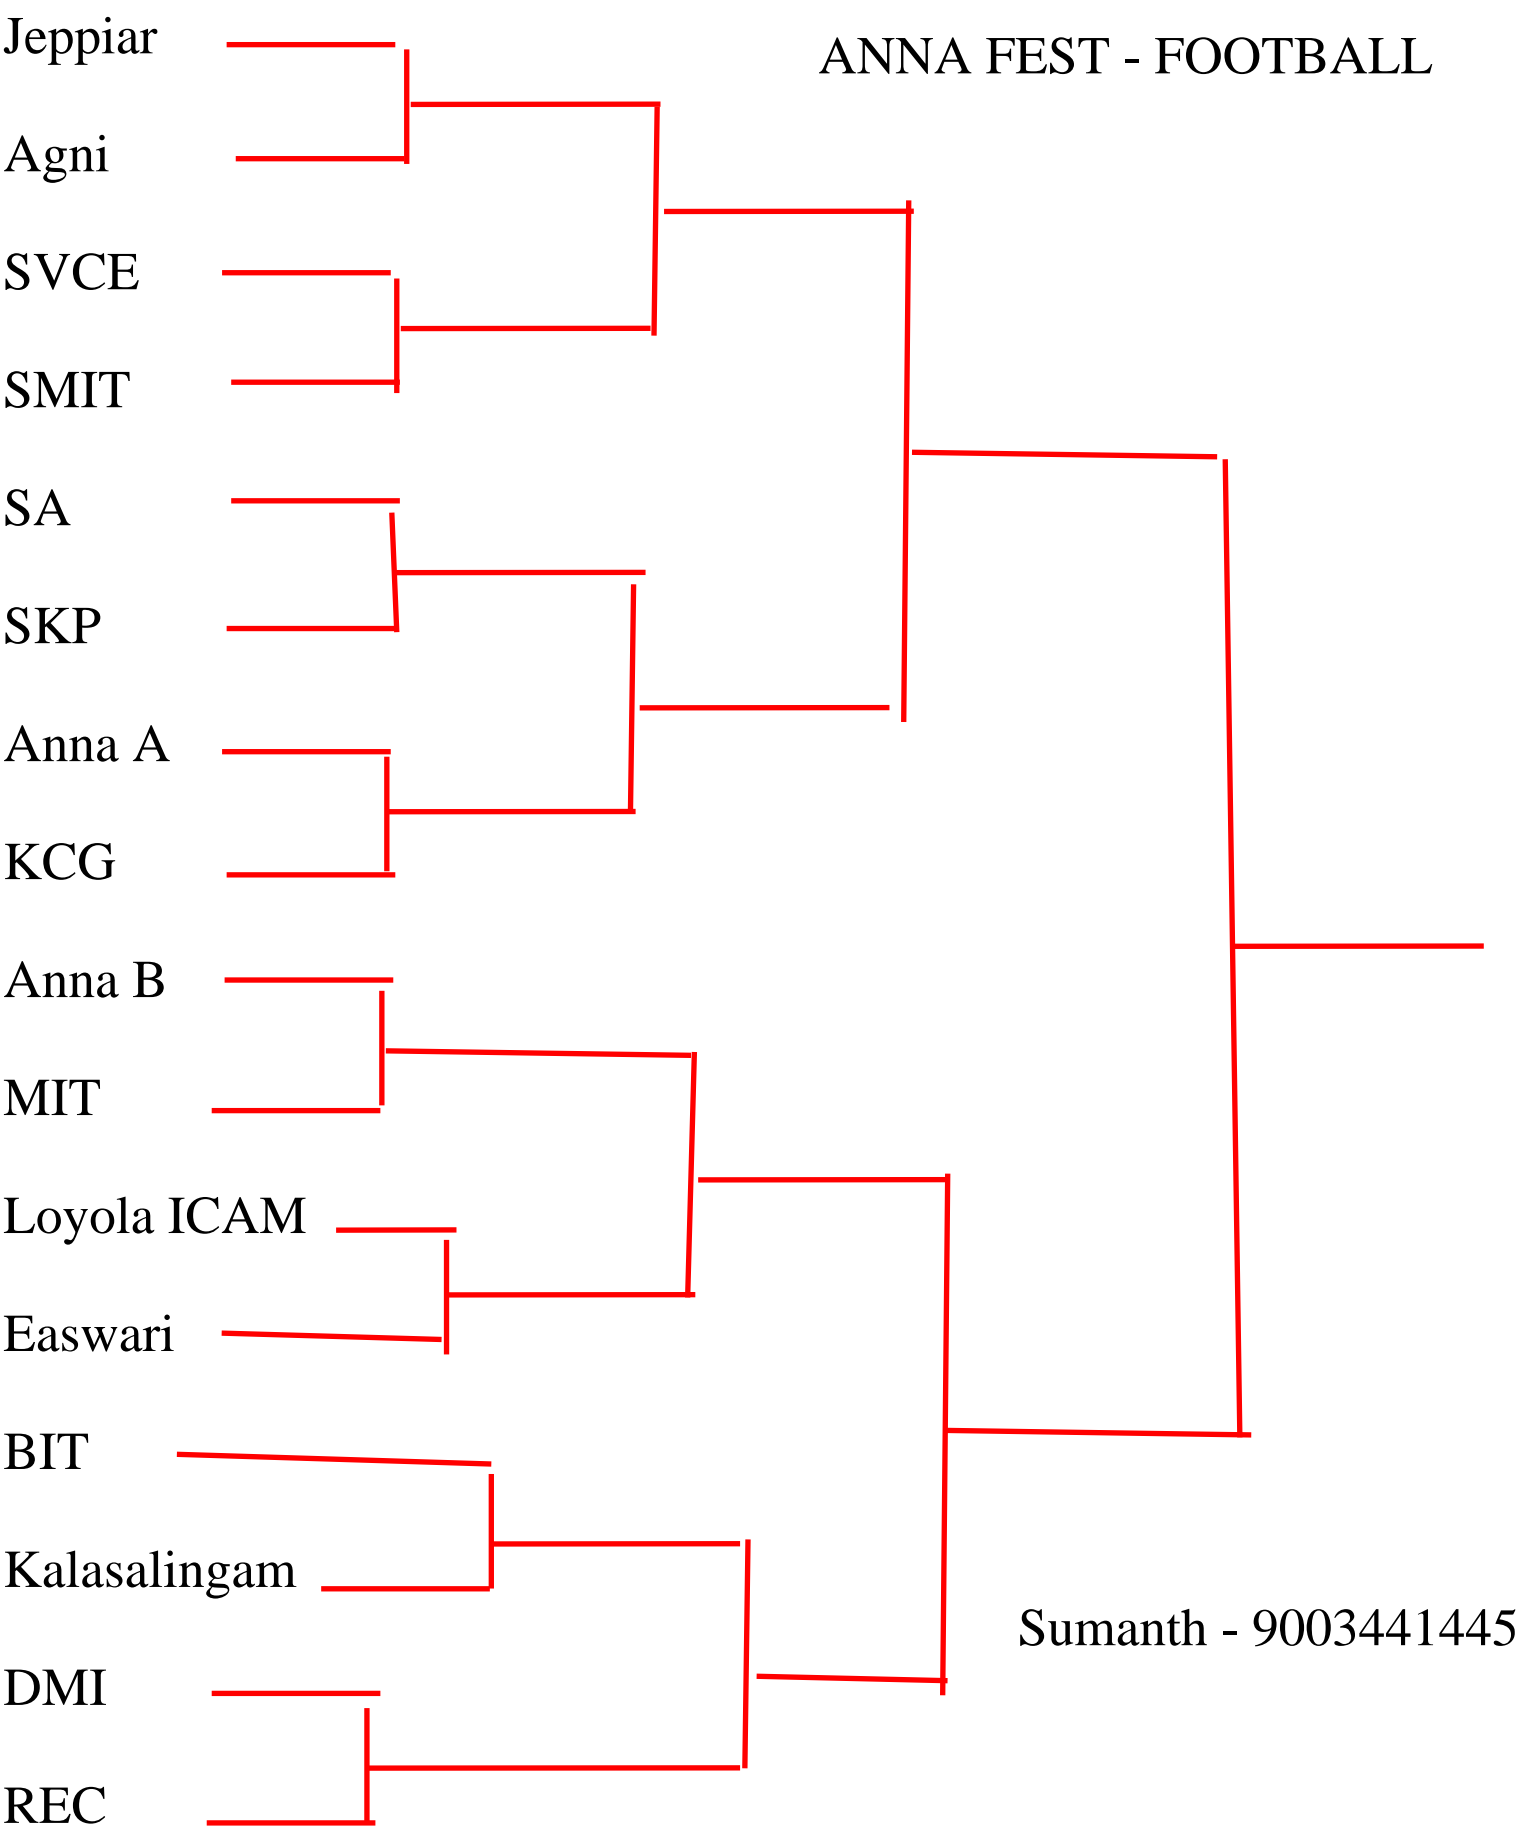 Jeppiar
ANNA FEST - FOOTBALL
Agni
SVCE
SMIT
SA
SKP
Anna A
KCG
Anna B
MIT
Loyola ICAM
Easwari
BIT
Kalasalingam
Sumanth - 9003441445
DMI
REC